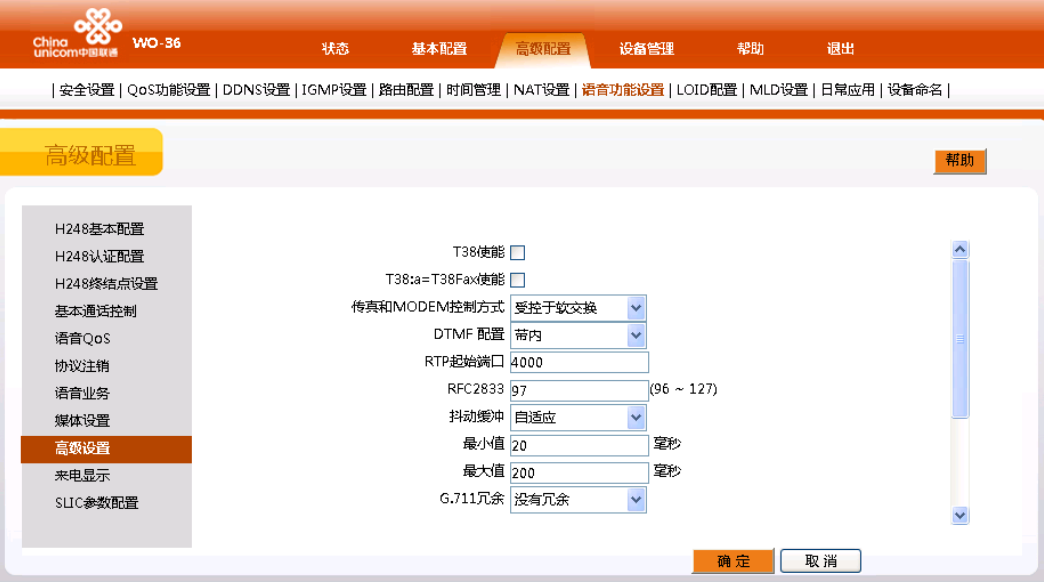 China
unicom中国联通
WO-36
状态 基本配置 高级配置 设备管理 帮助 退出
|安全设置|QoS功能设置|DDNS设置|IGMP设置|路由配置|时间管理|NAT设置|语音功能设置|LOID配置|MLD设置|日常应用|设备命名|
高级配置
帮助
H248基本配置
H248认证配置
H248终结点设置
基本通话控制
语音QoS
协议注销
语音业务
媒体设置
高级设置
来电显示
SLIC参数配置
T38使能
T38:a=T38Fax使能
传真和MODEM控制方式 受控于软交换
DTMF 配置 带内
RTP起始端口 4000
RFC2833 97 (96 ~ 127)
抖动缓冲 自适应
最小值 20 毫秒
最大值 200 毫秒
G.711冗余 没有冗余
确定 取消